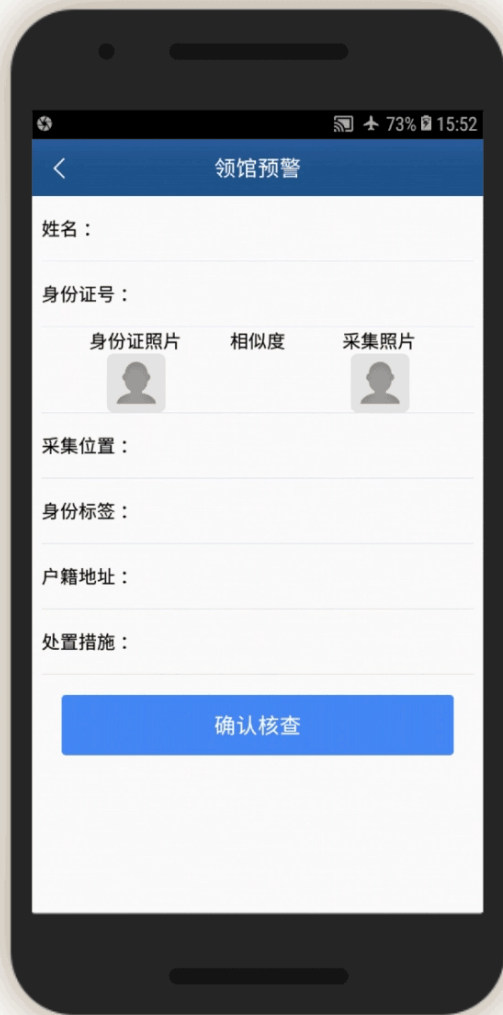 73% 15:52
领馆预警
姓名：
身份证号：
身份证照片 相似度 采集照片
采集位置：
身份标签：
户籍地址：
处置措施：
确认核查